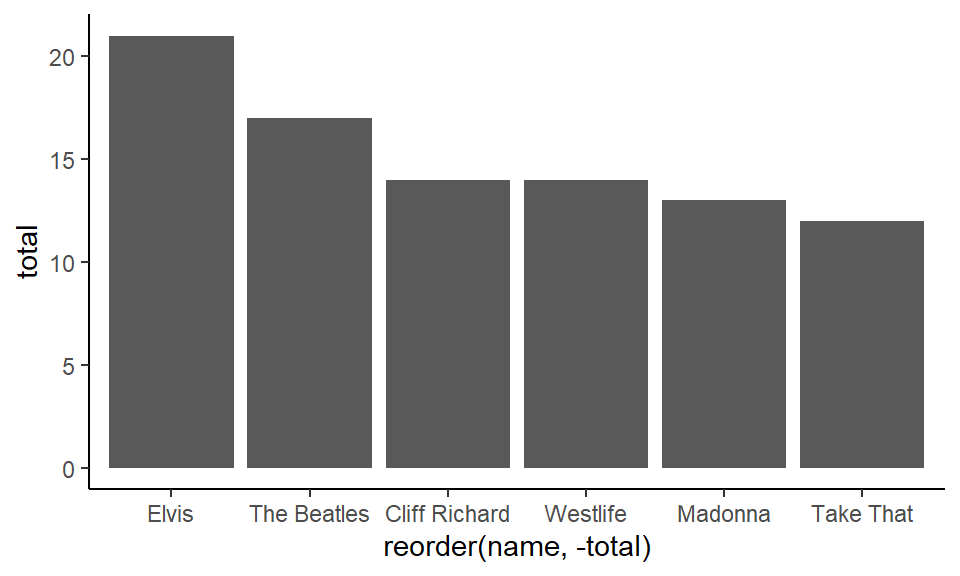 total
20
15
10
5
0
Elvis The Beatles Cliff Richard Westlife Madonna Take That
reorder(name, -total)